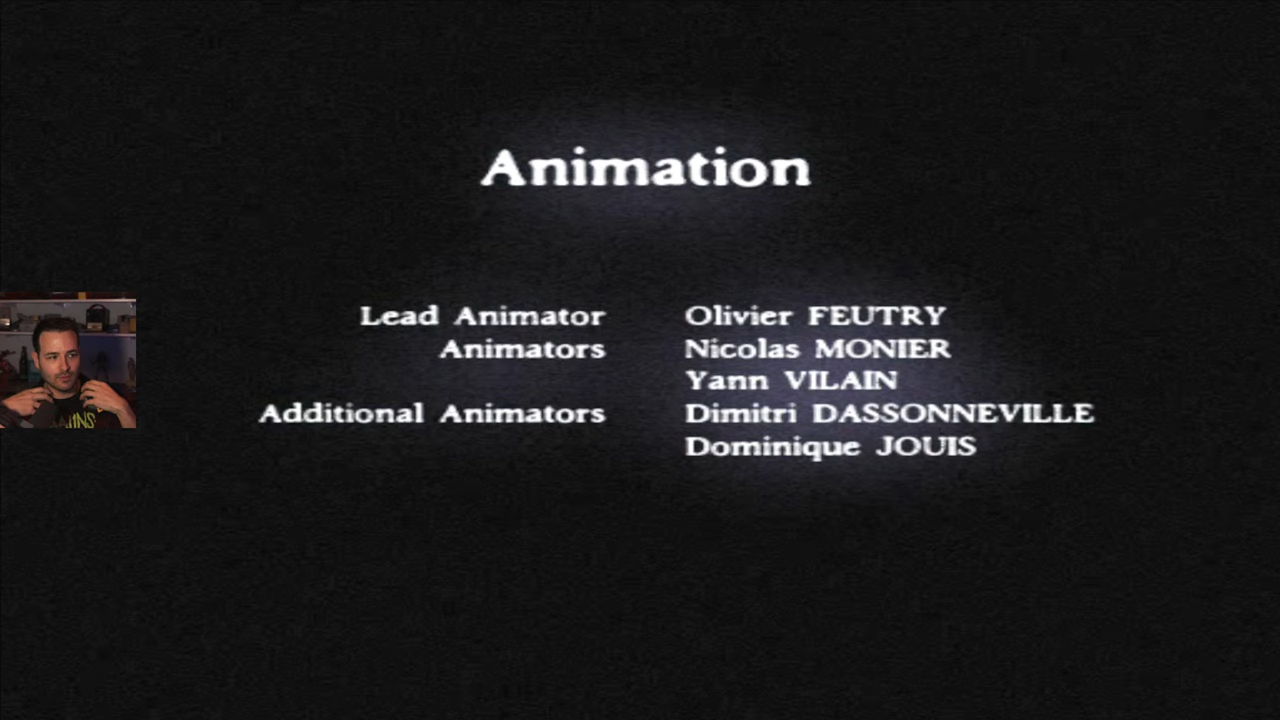 Animation
Lead Animator Olivier FEUTRY
Animators Nicolas MONIER
Yann VILAIN
Additional Animators Dimitri DASSONNEVILLE
Dominique JOUIS